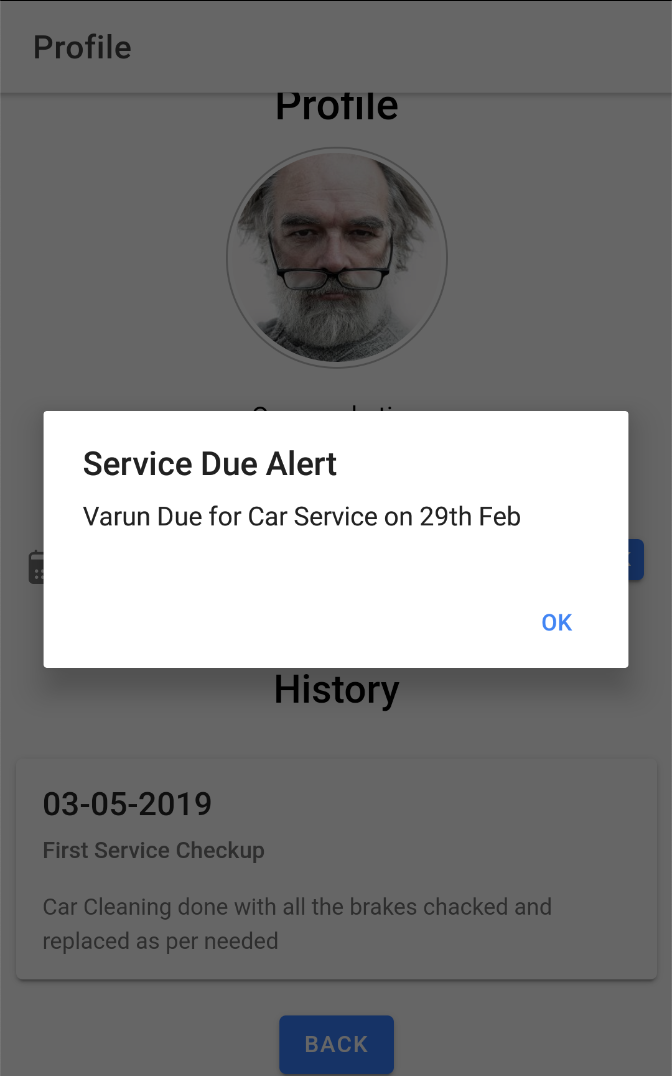 Profile
Profile
Service Due Alert
Varun Due for Car Service on 29th Feb
OK
History
03-05-2019
First Service Checkup
Car Cleaning done with all the brakes chacked and
replaced as per needed
BACK